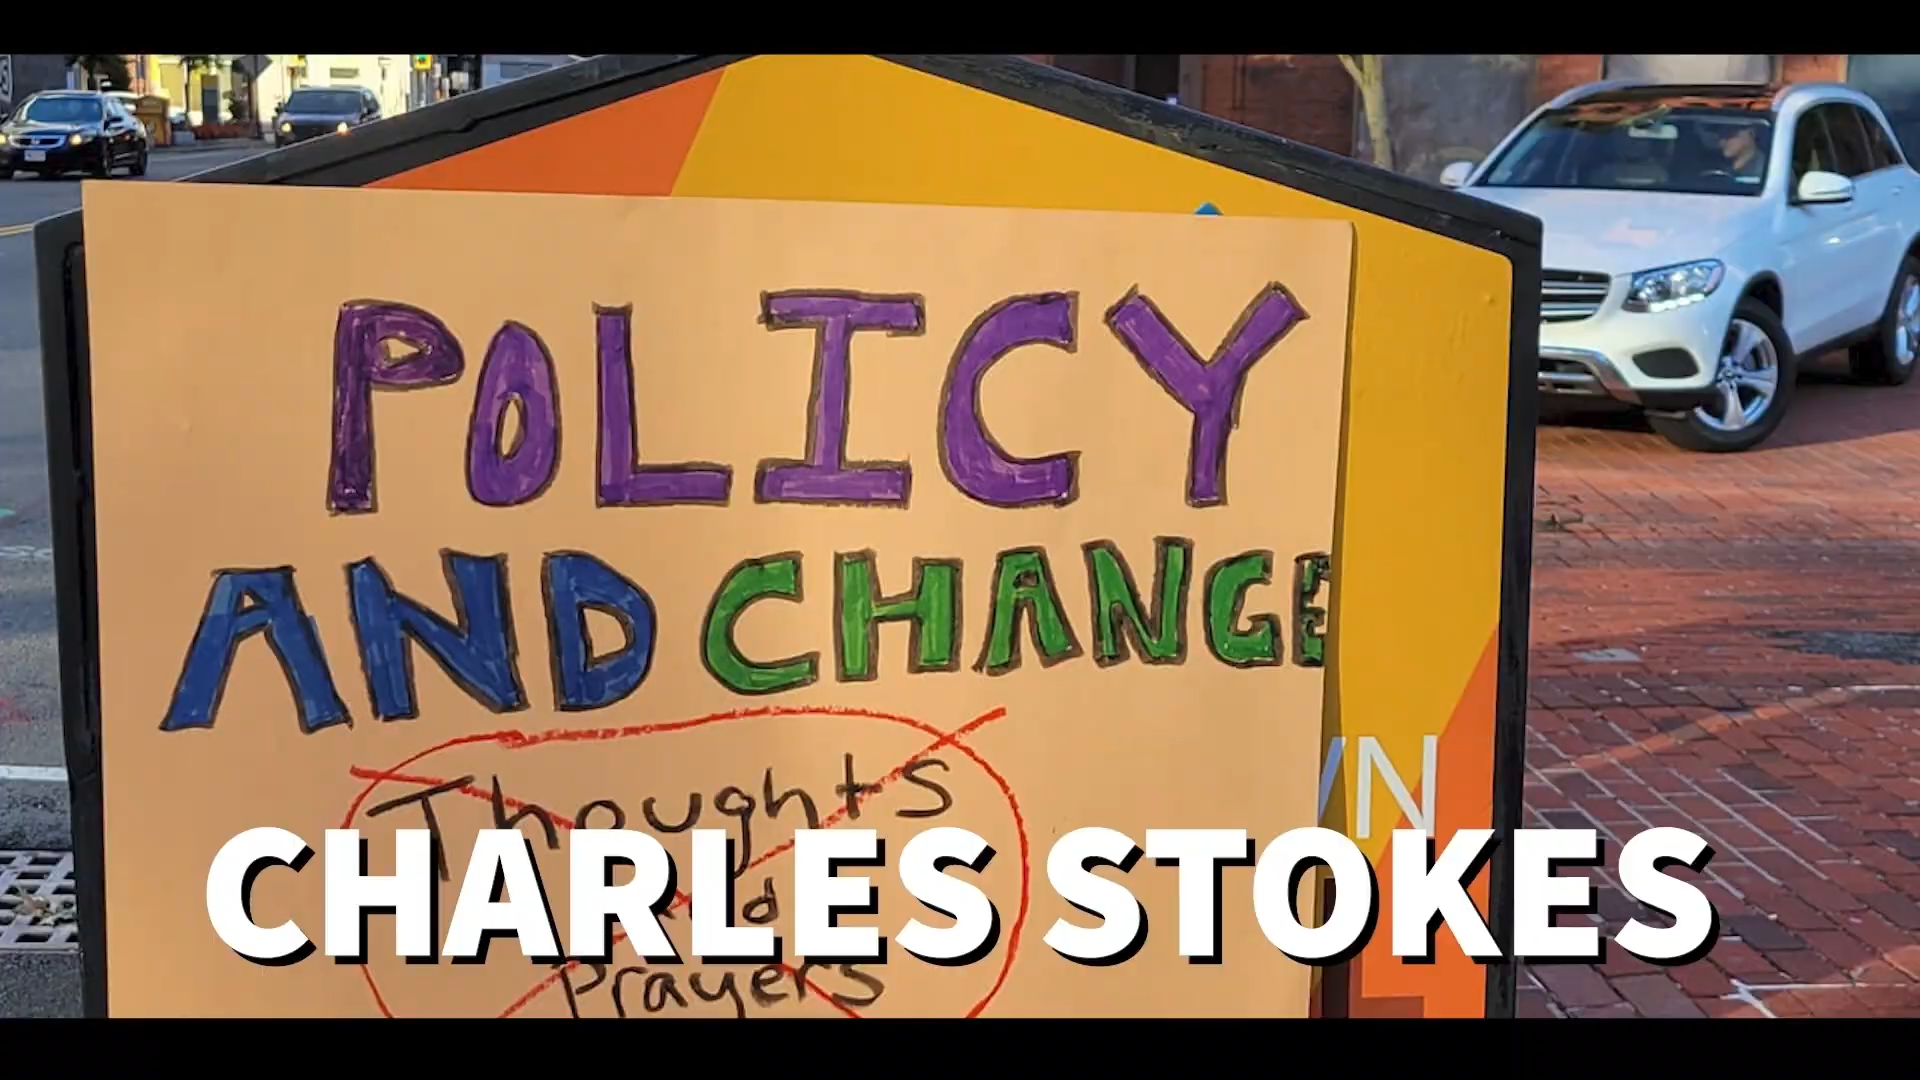 POLICY
AND CHANGE
Thoughts
Prayers
CHARLES STOKES